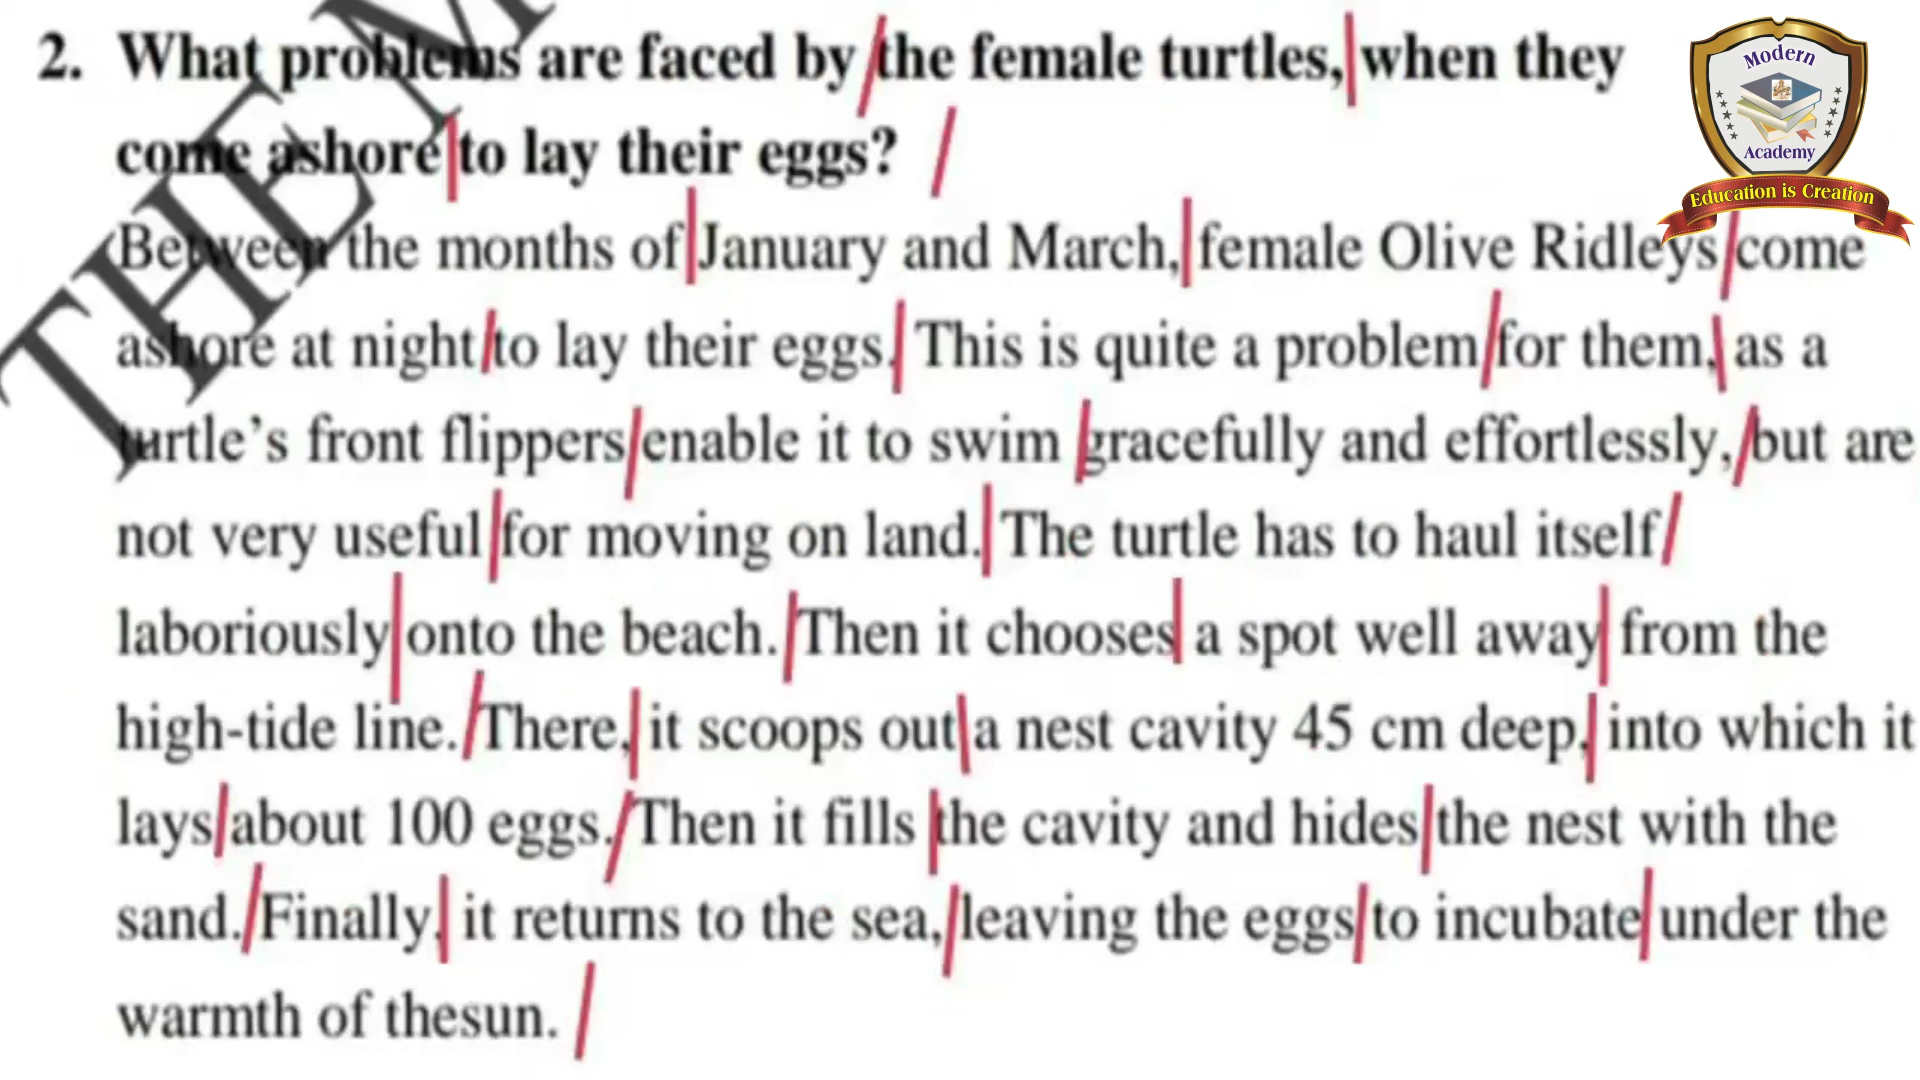 2. What problems are faced by the female turtles, when they
come ashore to lay their eggs?
Between the months of January and March, female Olive Ridleys come
ashore at night to lay their eggs. This is quite a problem for them, as a
turtle's front flippers enable it to swim gracefully and effortlessly, but are
not very useful for moving on land. The turtle has to haul itself
laboriously onto the beach. Then it chooses a spot well away from the
high-tide line. There, it scoops out a nest cavity 45 cm deep, into which it
lays about 100 eggs. Then it fills the cavity and hides the nest with the
sand. Finally, it returns to the sea, leaving the eggs to incubate under the
warmth of thesun.
THE M
Modern
Academy
Education is Creation